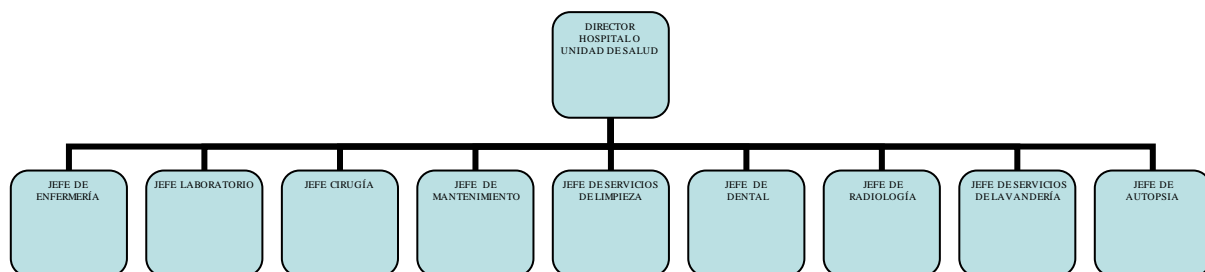 DIRECTOR
HOSPITAL O
UNIDAD DE SALUD
JEFE DE
ENFERMERÍA
JEFE LABORATORIO
JEFE CIRUGÍA
JEFE DE
MANTENIMIENTO
JEFE DE SERVICIOS
DE LIMPIEZA
JEFE DE
DENTAL
JEFE DE
RADIOLOGÍA
JEFE DE SERVICIOS
DE LAVANDERÍA
JEFE DE
AUTOPSIA